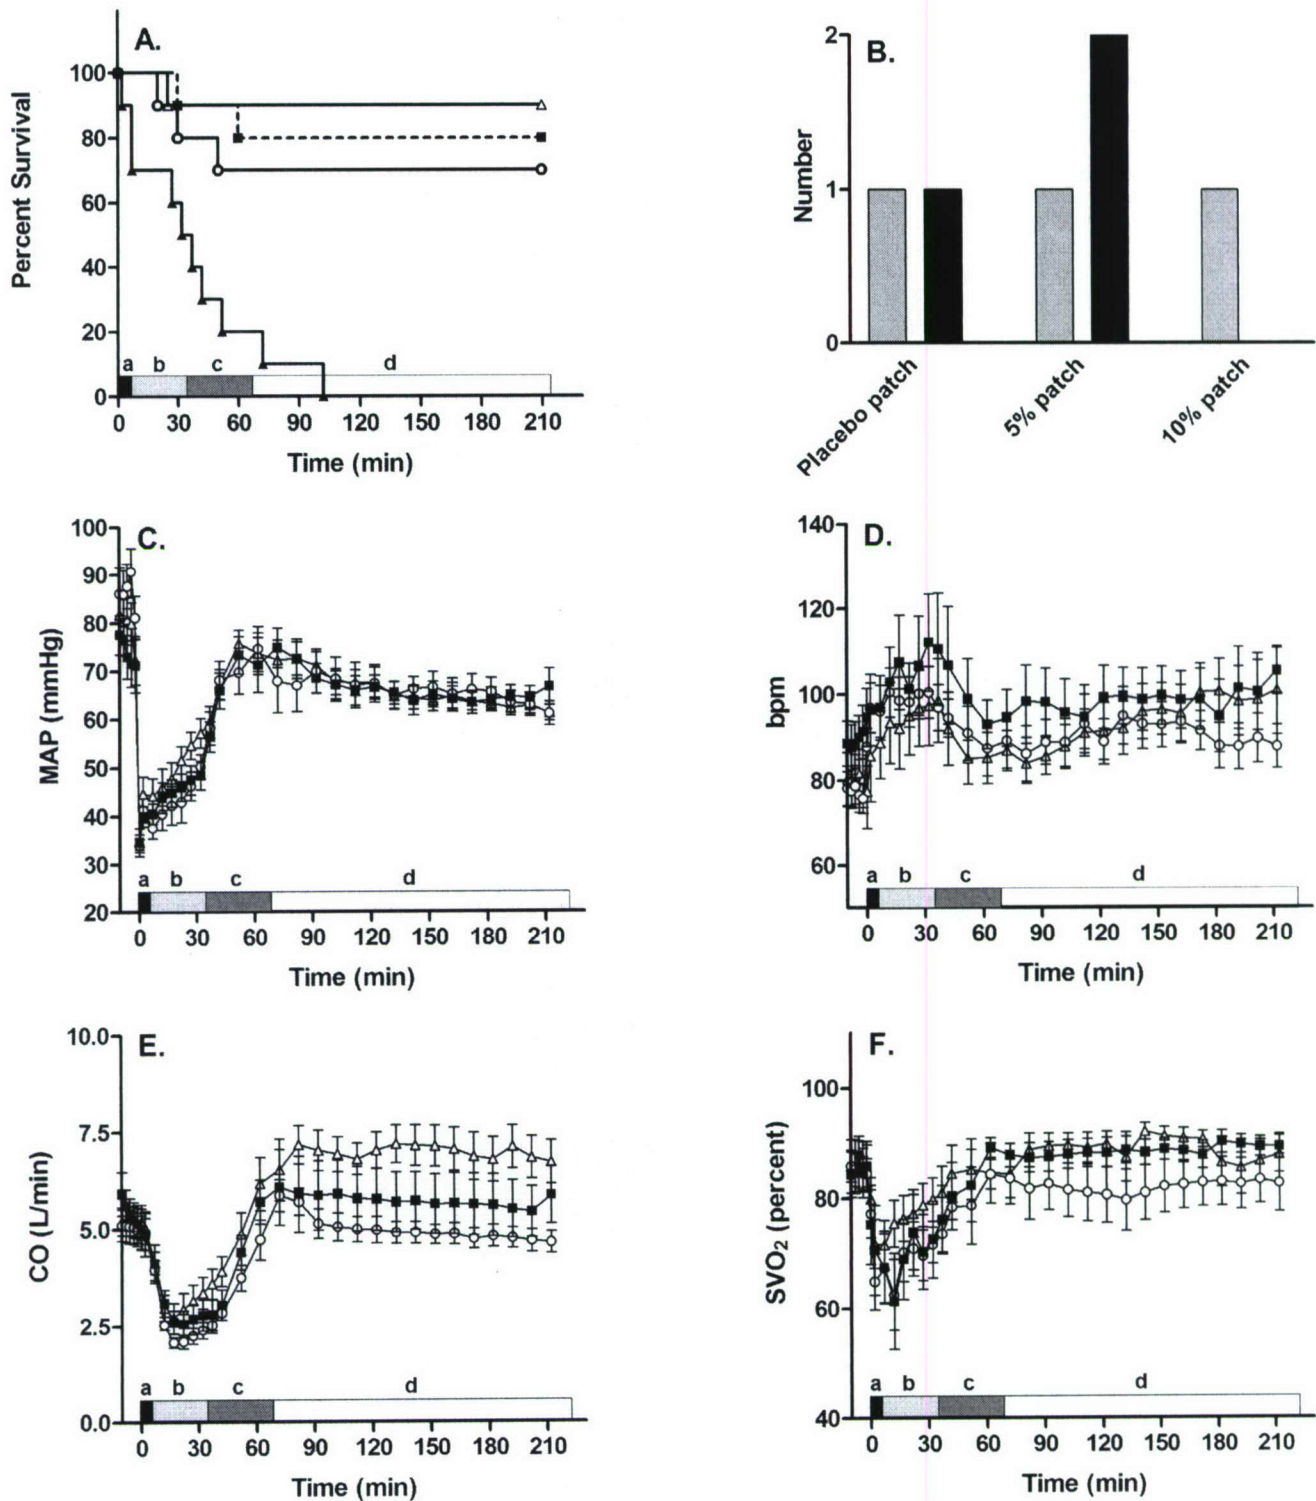 A.
Percent Survival
100
80
60
40
20
0
a b c d
0 30 60 90 120 150 180 210
Time (min)
B.
Number
2
1
0
Placebo patch
5% patch
10% patch
C.
MAP (mmHg)
100
90
80
70
60
50
40
30
20
a b c d
0 30 60 90 120 150 180 210
Time (min)
D.
bpm
140
120
100
80
60
a b c d
0 30 60 90 120 150 180 210
Time (min)
E.
CO (L/min)
10.0
7.5
5.0
2.5
0.0
a b c d
0 30 60 90 120 150 180 210
Time (min)
F.
SVO₂ (percent)
100
80
60
40
a b c d
0 30 60 90 120 150 180 210
Time (min)